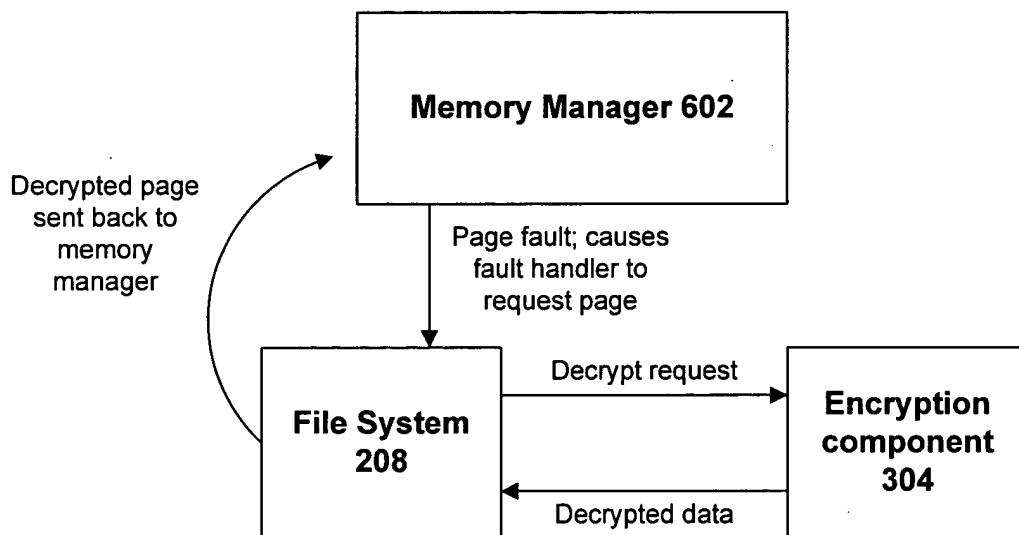 Memory Manager 602
Decrypted page
sent back to
memory
manager
Page fault; causes
fault handler to
request page
Decrypt request
File System
208
Encryption
component
304
Decrypted data